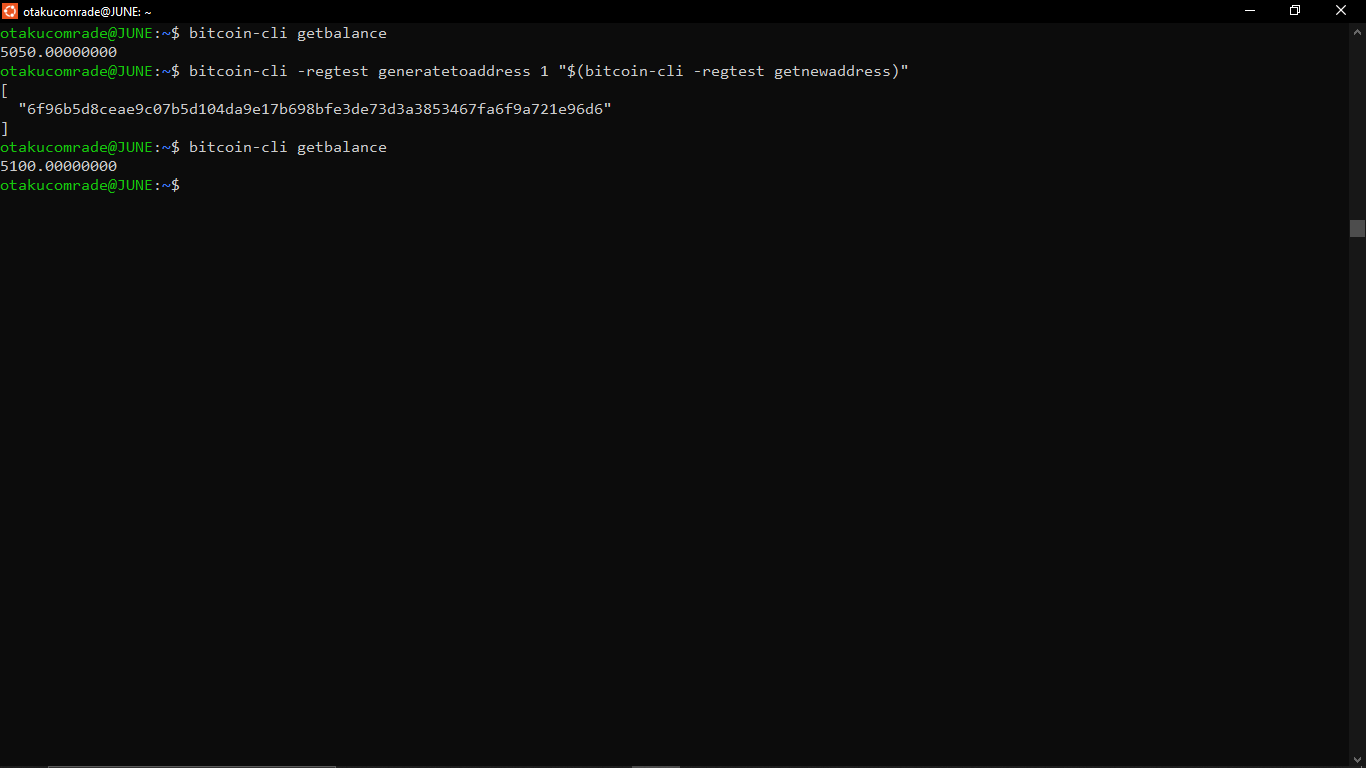 otakucomrade@JUNE: ~
otakucomrade@JUNE:~$ bitcoin-cli getbalance
5050.00000000
otakucomrade@JUNE:~$ bitcoin-cli -regtest generatetoaddress 1 "$(bitcoin-cli -regtest getnewaddress)"
[
  "6f96b5d8ceae9c07b5d104da9e17b698bfe3de73d3a3853467fa6f9a721e96d6"
]
otakucomrade@JUNE:~$ bitcoin-cli getbalance
5100.00000000
otakucomrade@JUNE:~$